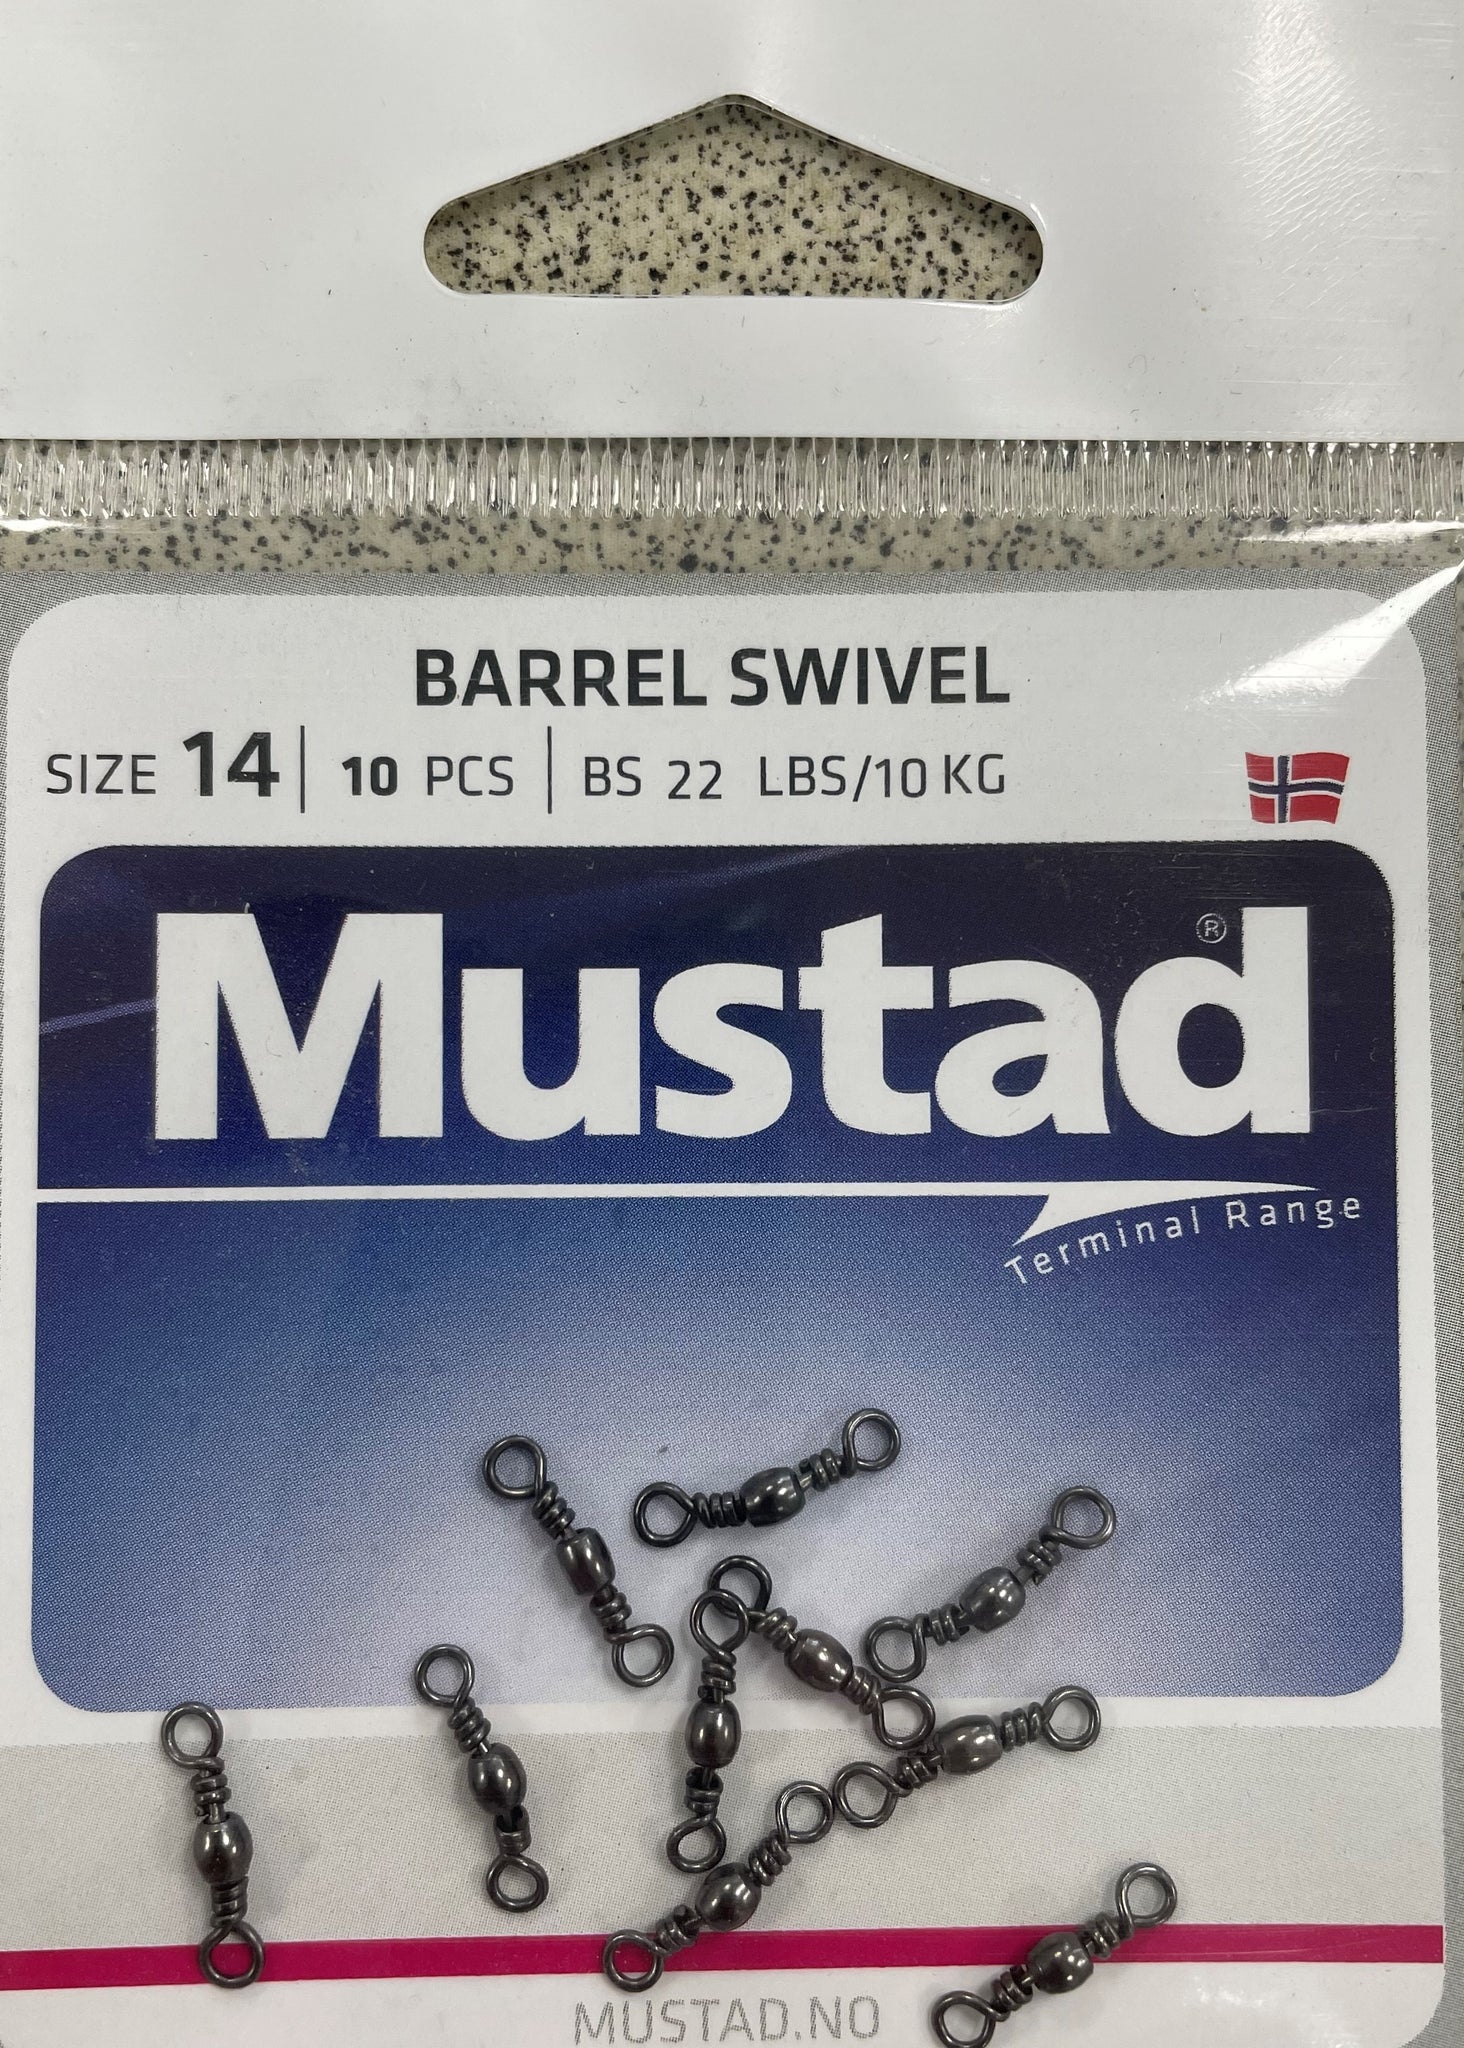 BARREL SWIVEL
SIZE 14 | 10 PCS | BS 22 LBS/10 KG
Mustad®
Terminal Range
MUSTAD.NO